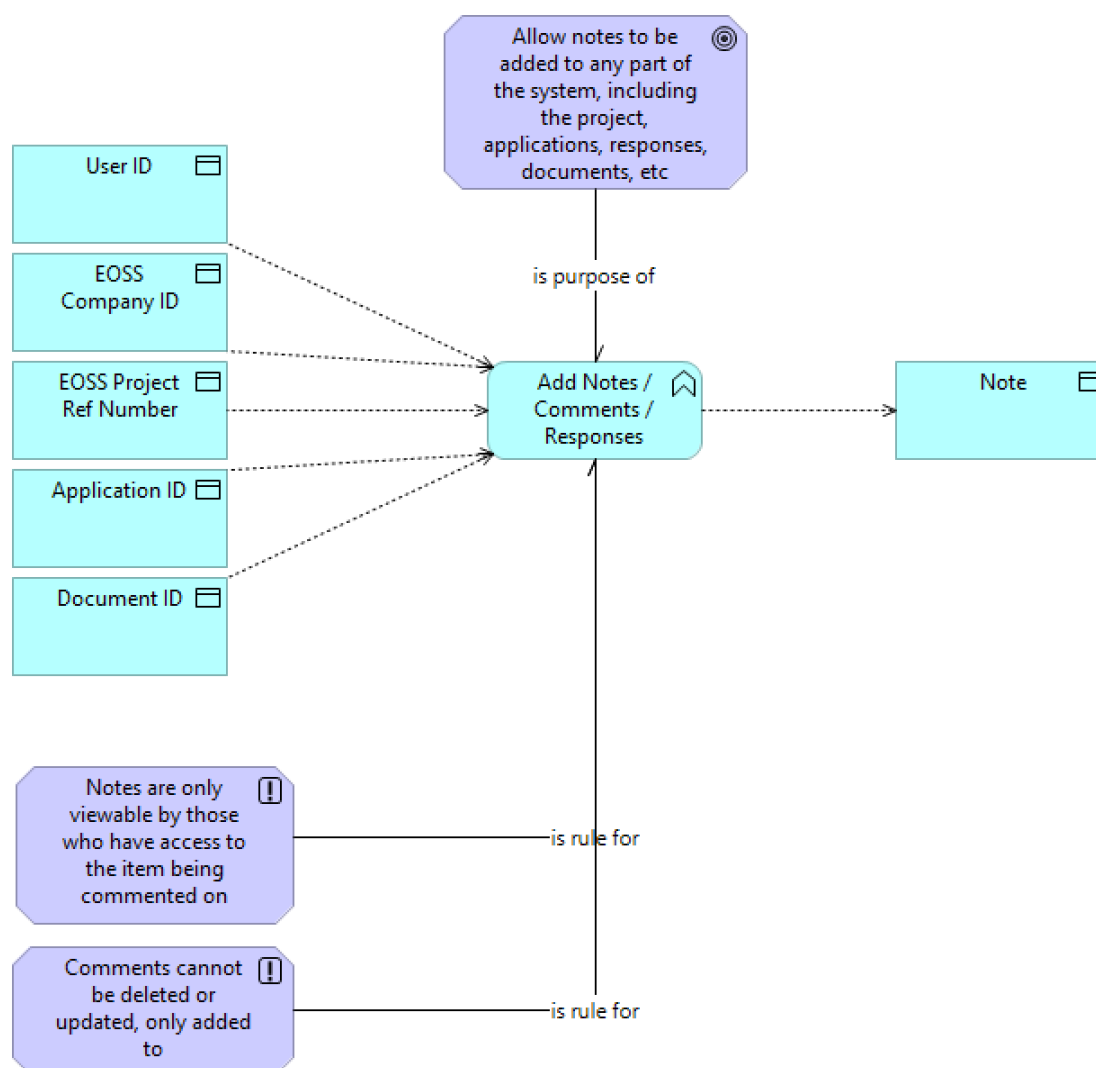 Allow notes to be
added to any part of
the system, including
the project,
applications, responses,
documents, etc
User ID
EOSS
Company ID
is purpose of
EOSS Project
Ref Number
Add Notes /
Comments /
Responses
Note
Application ID
Document ID
Notes are only
viewable by those
who have access to
the item being
commented on
is rule for
Comments cannot
be deleted or
updated, only added
to
is rule for